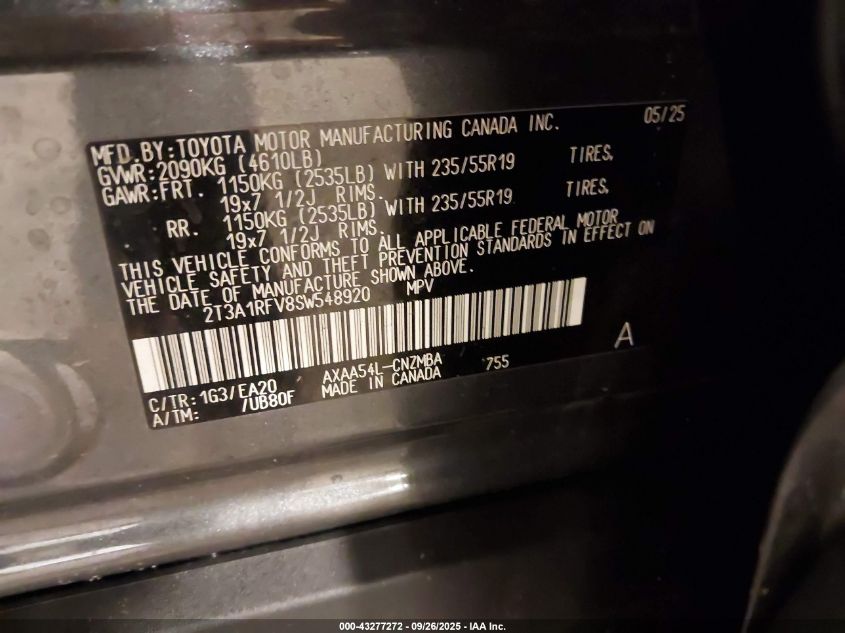 05/25
MFD.BY:TOYOTA MOTOR MANUFACTURING CANADA INC.
GVWR:2090KG (4610LB)
GAWR:FRT. 1150KG (2535LB) WITH 235/55R19 TIRES,
19x7 1/2J RIMS.
RR. 1150KG (2535LB) WITH 235/55R19 TIRES,
19x7 1/2J RIMS.
THIS VEHICLE CONFORMS TO ALL APPLICABLE FEDERAL MOTOR
VEHICLE SAFETY AND THEFT PREVENTION STANDARDS IN EFFECT ON
THE DATE OF MANUFACTURE SHOWN ABOVE.
2T3A1RFV8SW548920 MPV
A
C/TR:1G3/EA20 AXAA54L-CNZMBA 755
A/TM: /UB80F MADE IN CANADA
000-43277272 - 09/26/2025 - IAA Inc.